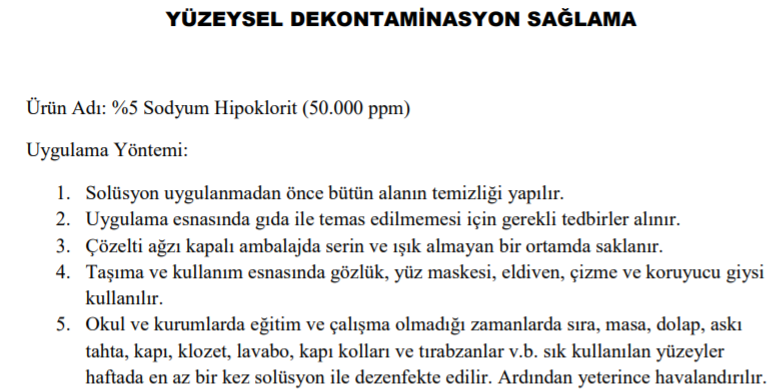 YÜZEYSEL DEKONTAMİNASYON SAĞLAMA
Ürün Adı: %5 Sodyum Hipoklorit (50.000 ppm)
Uygulama Yöntemi:
1. Solüsyon uygulanmadan önce bütün alanın temizliği yapılır.
2. Uygulama esnasında gıda ile temas edilmemesi için gerekli tedbirler alınır.
3. Çözelti ağzı kapalı ambalajda serin ve ışık almayan bir ortamda saklanır.
4. Taşıma ve kullanım esnasında gözlük, yüz maskesi, eldiven, çizme ve koruyucu giysi
kullanılır.
5. Okul ve kurumlarda eğitim ve çalışma olmadığı zamanlarda sıra, masa, dolap, askı
tahta, kapı, klozet, lavabo, kapı kolları ve tırabzanlar v.b. sık kullanılan yüzeyler
haftada en az bir kez solüsyon ile dezenfekte edilir. Ardından yeterince havalandırılır.